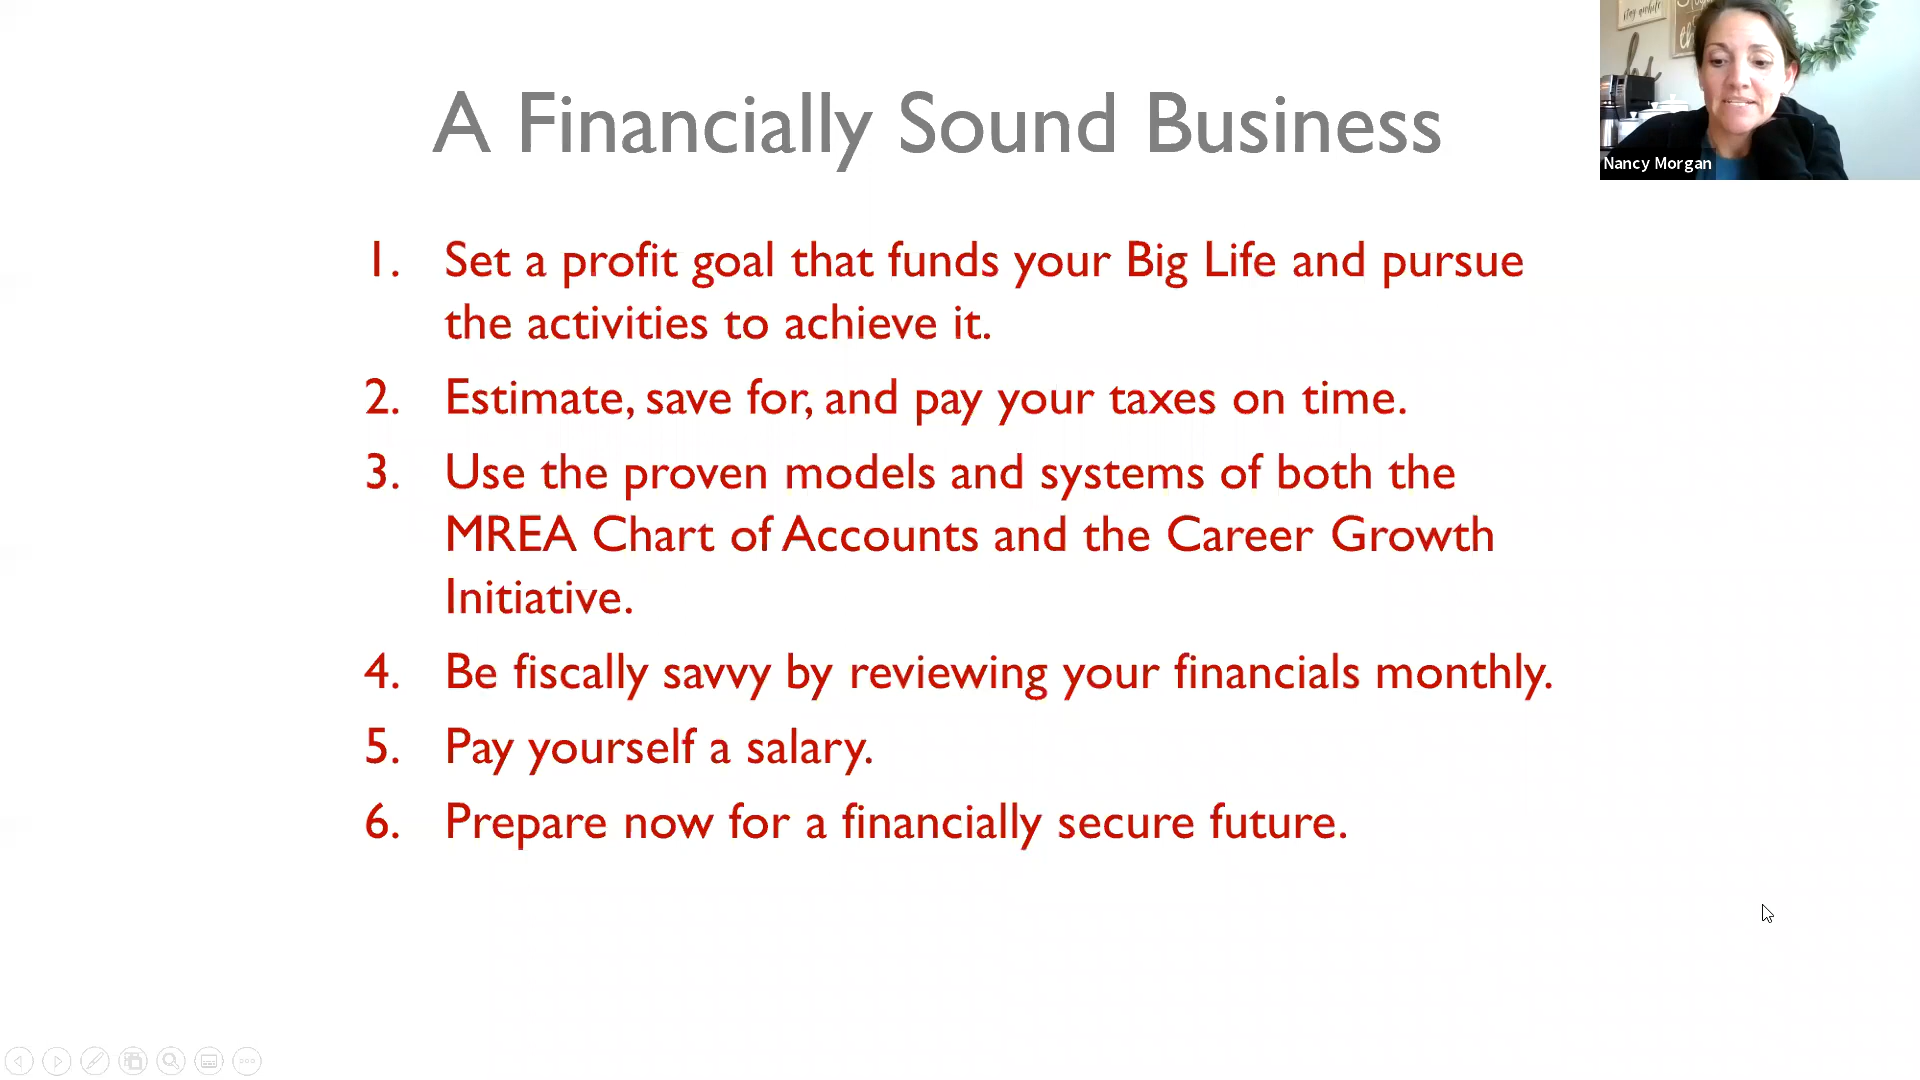 A Financially Sound Business
Nancy Morgan
1. Set a profit goal that funds your Big Life and pursue
the activities to achieve it.
2. Estimate, save for, and pay your taxes on time.
3. Use the proven models and systems of both the
MREA Chart of Accounts and the Career Growth
Initiative.
4. Be fiscally savvy by reviewing your financials monthly.
5. Pay yourself a salary.
6. Prepare now for a financially secure future.